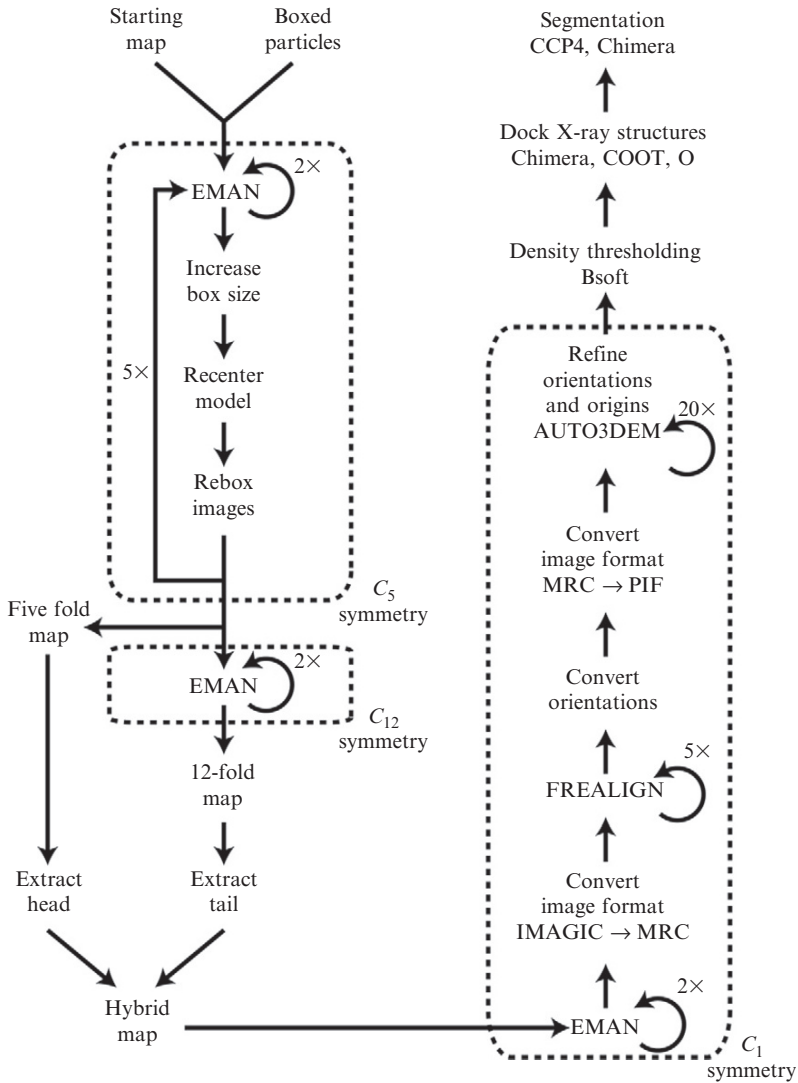 Starting
map
Boxed
particles
EMAN
2×
Increase
box size
5×
Recenter
model
Rebox
images
C5
symmetry
Five fold
map
EMAN
2×
C12
symmetry
12-fold
map
Extract
head
Extract
tail
Hybrid
map
Segmentation
CCP4, Chimera
Dock X-ray structures
Chimera, COOT, O
Density thresholding
Bsoft
Refine
orientations
and origins
20×
AUTO3DEM
Convert
image format
MRC → PIF
Convert
orientations
5×
FREALIGN
Convert
image format
IMAGIC → MRC
2×
EMAN
C1
symmetry